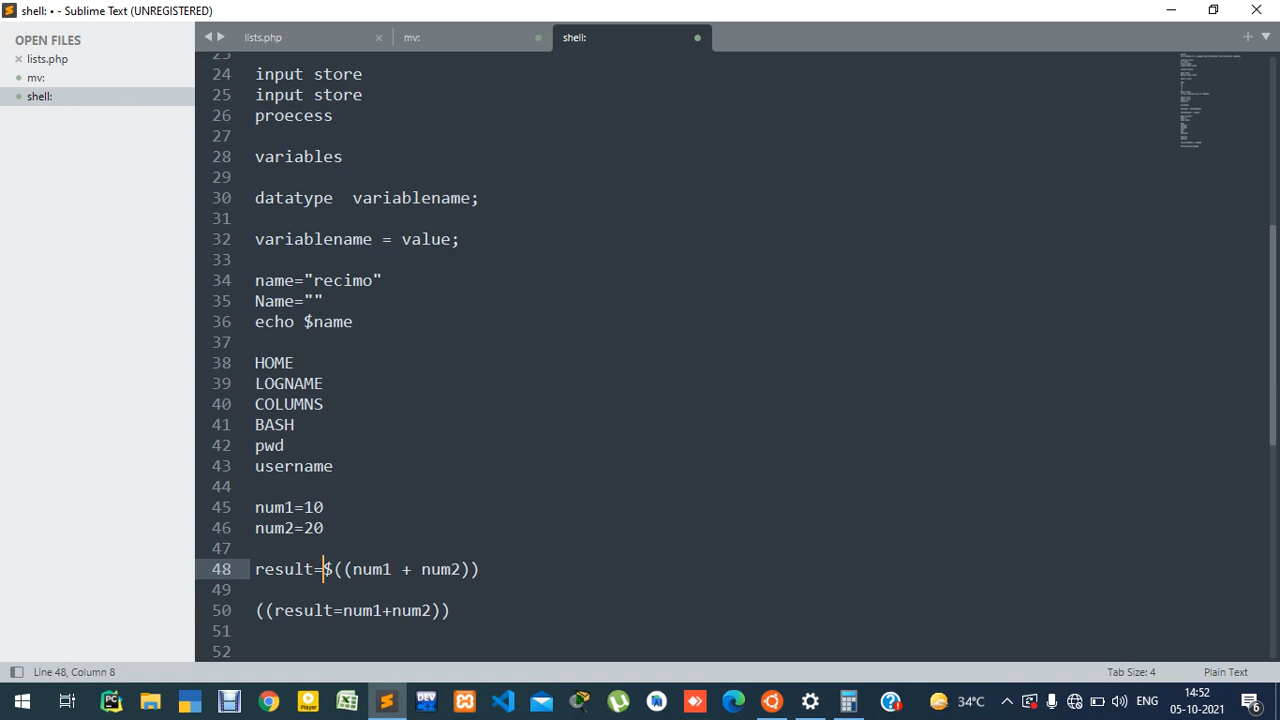 shell: • - Sublime Text (UNREGISTERED)
OPEN FILES
lists.php
mv:
shell:
lists.php
mv:
shell:
23
24 input store
25 input store
26 proecess
27
28 variables
29
30 datatype  variablename;
31
32 variablename = value;
33
34 name="recimo"
35 Name=""
36 echo $name
37
38 HOME
39 LOGNAME
40 COLUMNS
41 BASH
42 pwd
43 username
44
45 num1=10
46 num2=20
47
48 result=$((num1 + num2))
49
50 ((result=num1+num2))
51
52
Line 48, Column 8
Tab Size: 4
Plain Text
34°C
ENG
14:52
05-10-2021
6